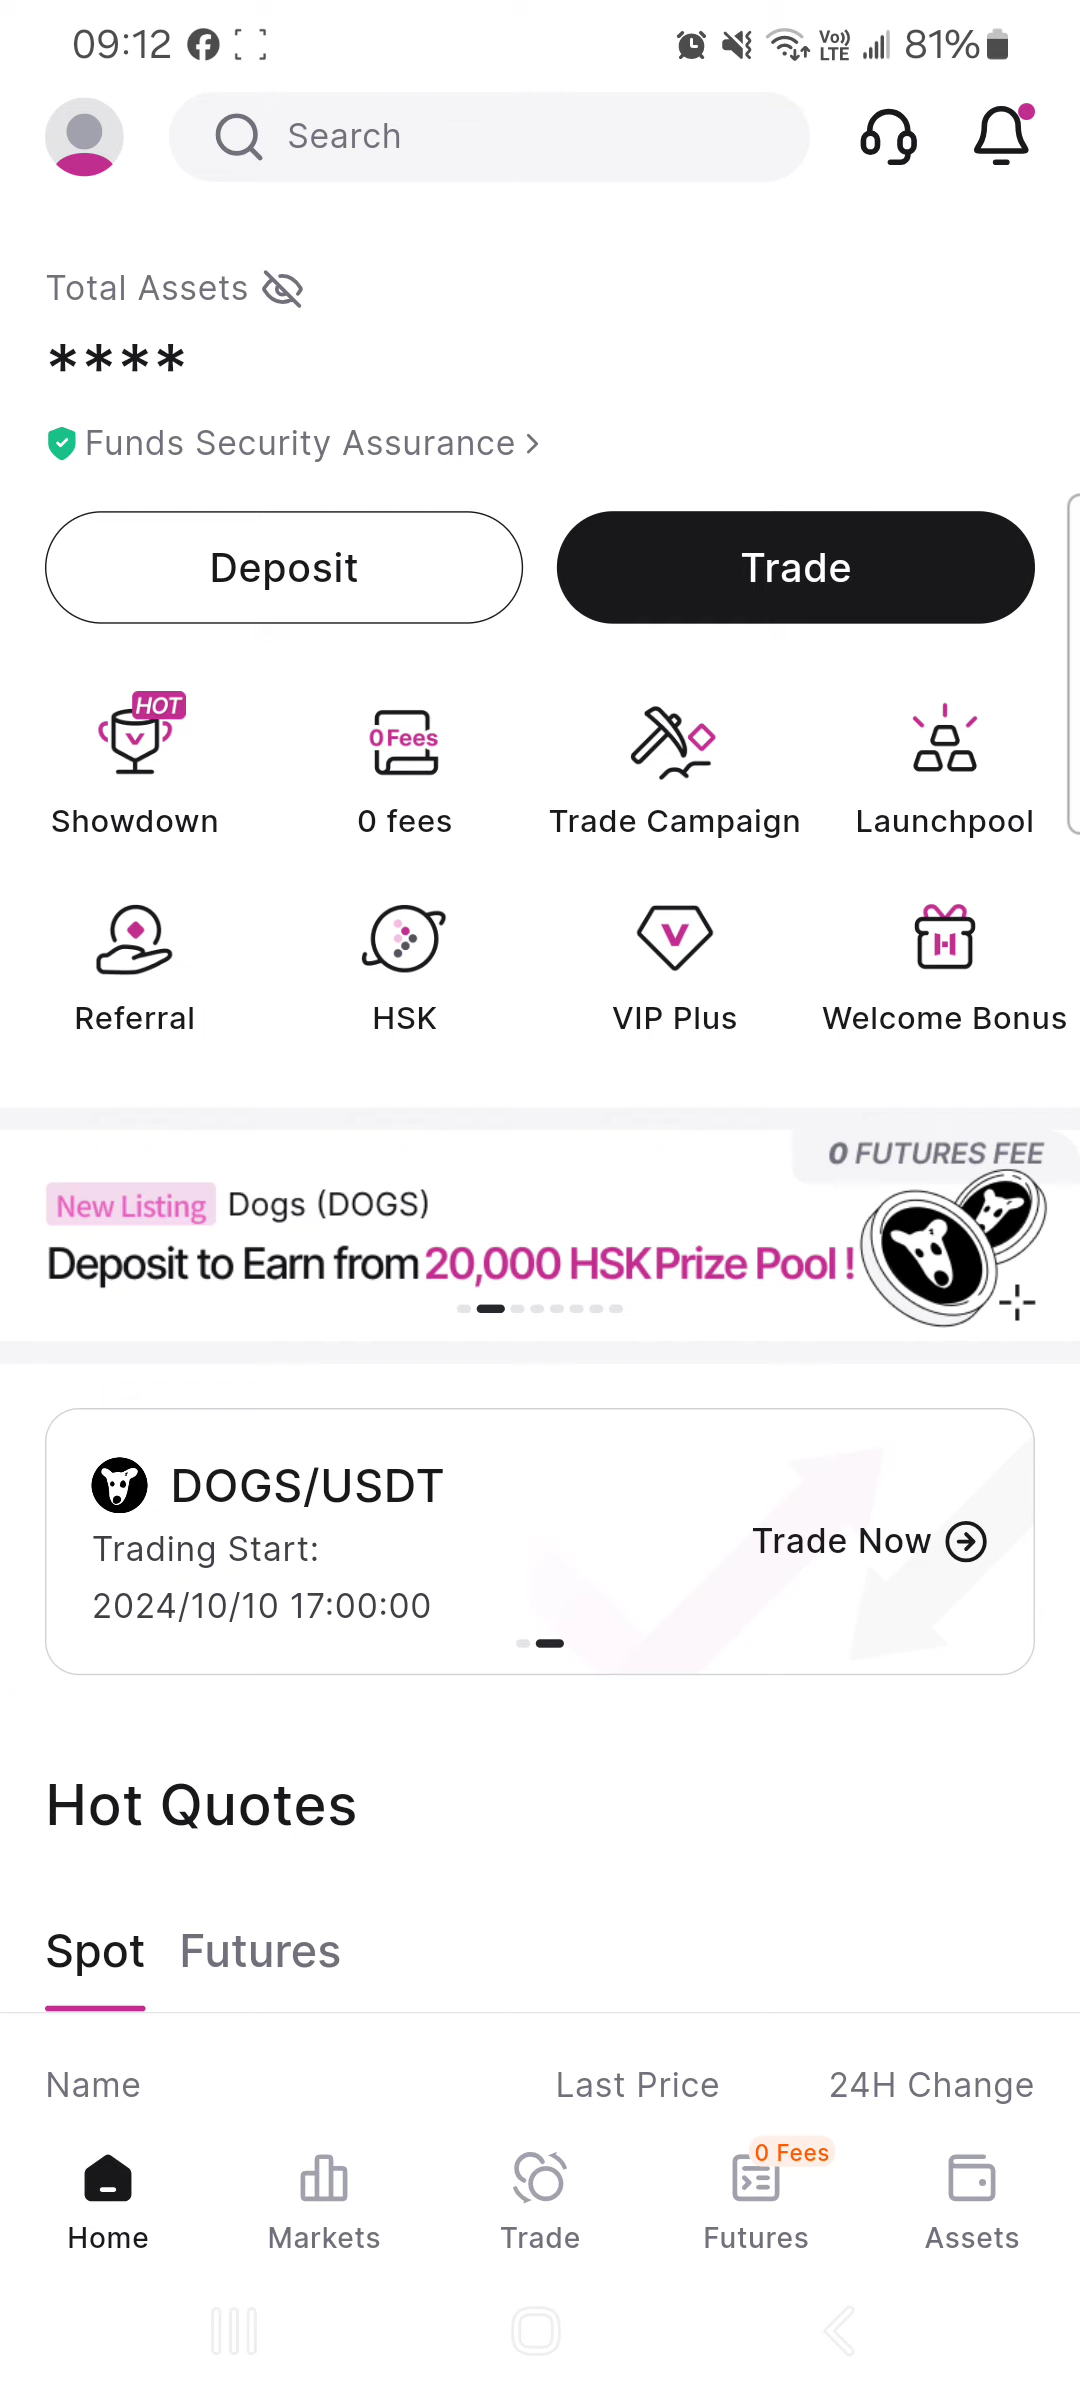 09:12
Vo)) LTE 81%
Search
Total Assets
****
Funds Security Assurance >
Deposit
Trade
HOT
0 Fees
Showdown
0 fees
Trade Campaign
Launchpool
Referral
HSK
VIP Plus
Welcome Bonus
0 FUTURES FEE
New Listing Dogs (DOGS)
Deposit to Earn from 20,000 HSK Prize Pool !
DOGS/USDT
Trading Start:
2024/10/10 17:00:00
Trade Now
Hot Quotes
Spot Futures
Name Last Price 24H Change
0 Fees
Home Markets Trade Futures Assets